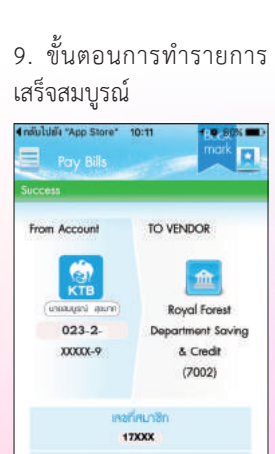 9. ขั้นตอนการทำรายการ
เสร็จสมบูรณ์
กลับไปยัง "App Store" 10:11 80%
Pay Bills
mark
Success
From Account TO VENDOR
KTB
023-2-
XXXXX-9
Royal Forest
Department Saving
& Credit
(7002)
เลขที่สมาชิก
17XXX